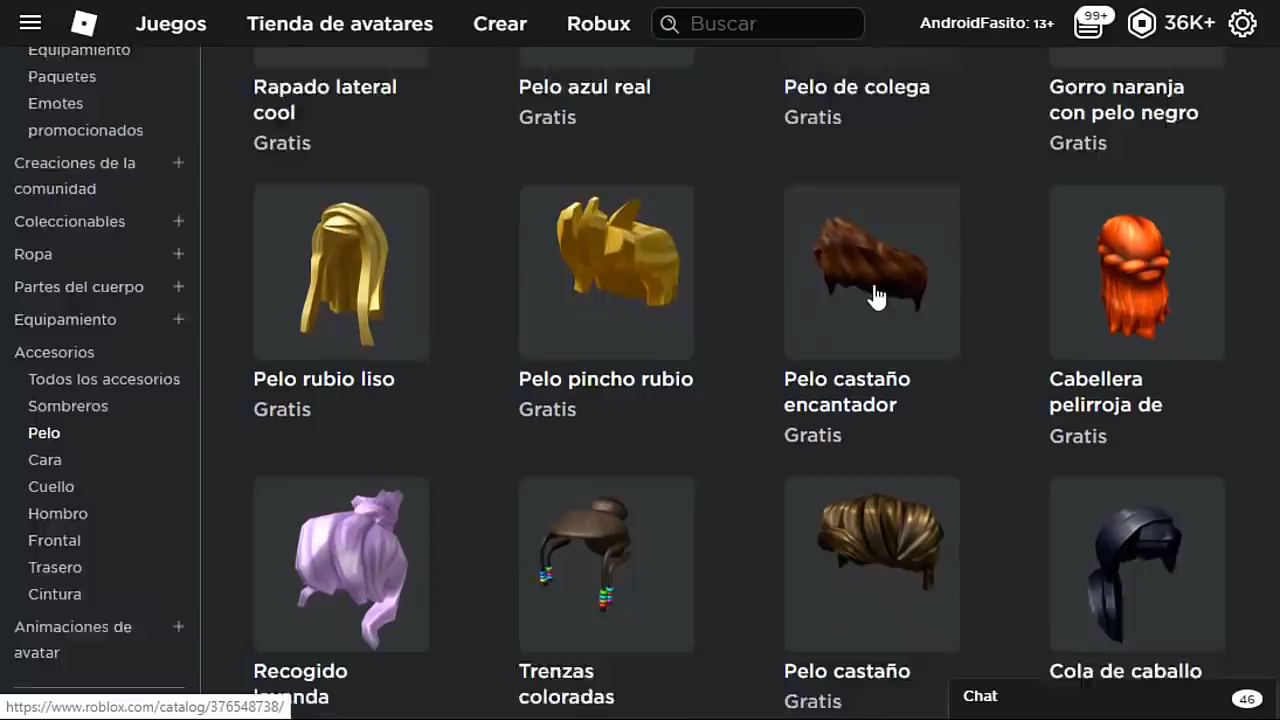 Juegos
Tienda de avatares
Crear
Robux
Buscar
AndroidFasito: 13+
99+
36K+
Equipamiento
Paquetes
Emotes
promocionados
Creaciones de la +
comunidad
Coleccionables +
Ropa +
Partes del cuerpo +
Equipamiento +
Accesorios
Todos los accesorios
Sombreros
Pelo
Cara
Cuello
Hombro
Frontal
Trasero
Cintura
Animaciones de +
avatar
https://www.roblox.com/catalog/376548738/
Rapado lateral
cool
Gratis
Pelo azul real
Gratis
Pelo de colega
Gratis
Gorro naranja
con pelo negro
Gratis
Pelo rubio liso
Gratis
Pelo pincho rubio
Gratis
Pelo castaño
encantador
Gratis
Cabellera
pelirroja de
Gratis
Recogido
lavanda
Trenzas
coloradas
Pelo castaño
Gratis
Cola de caballo
Chat
46